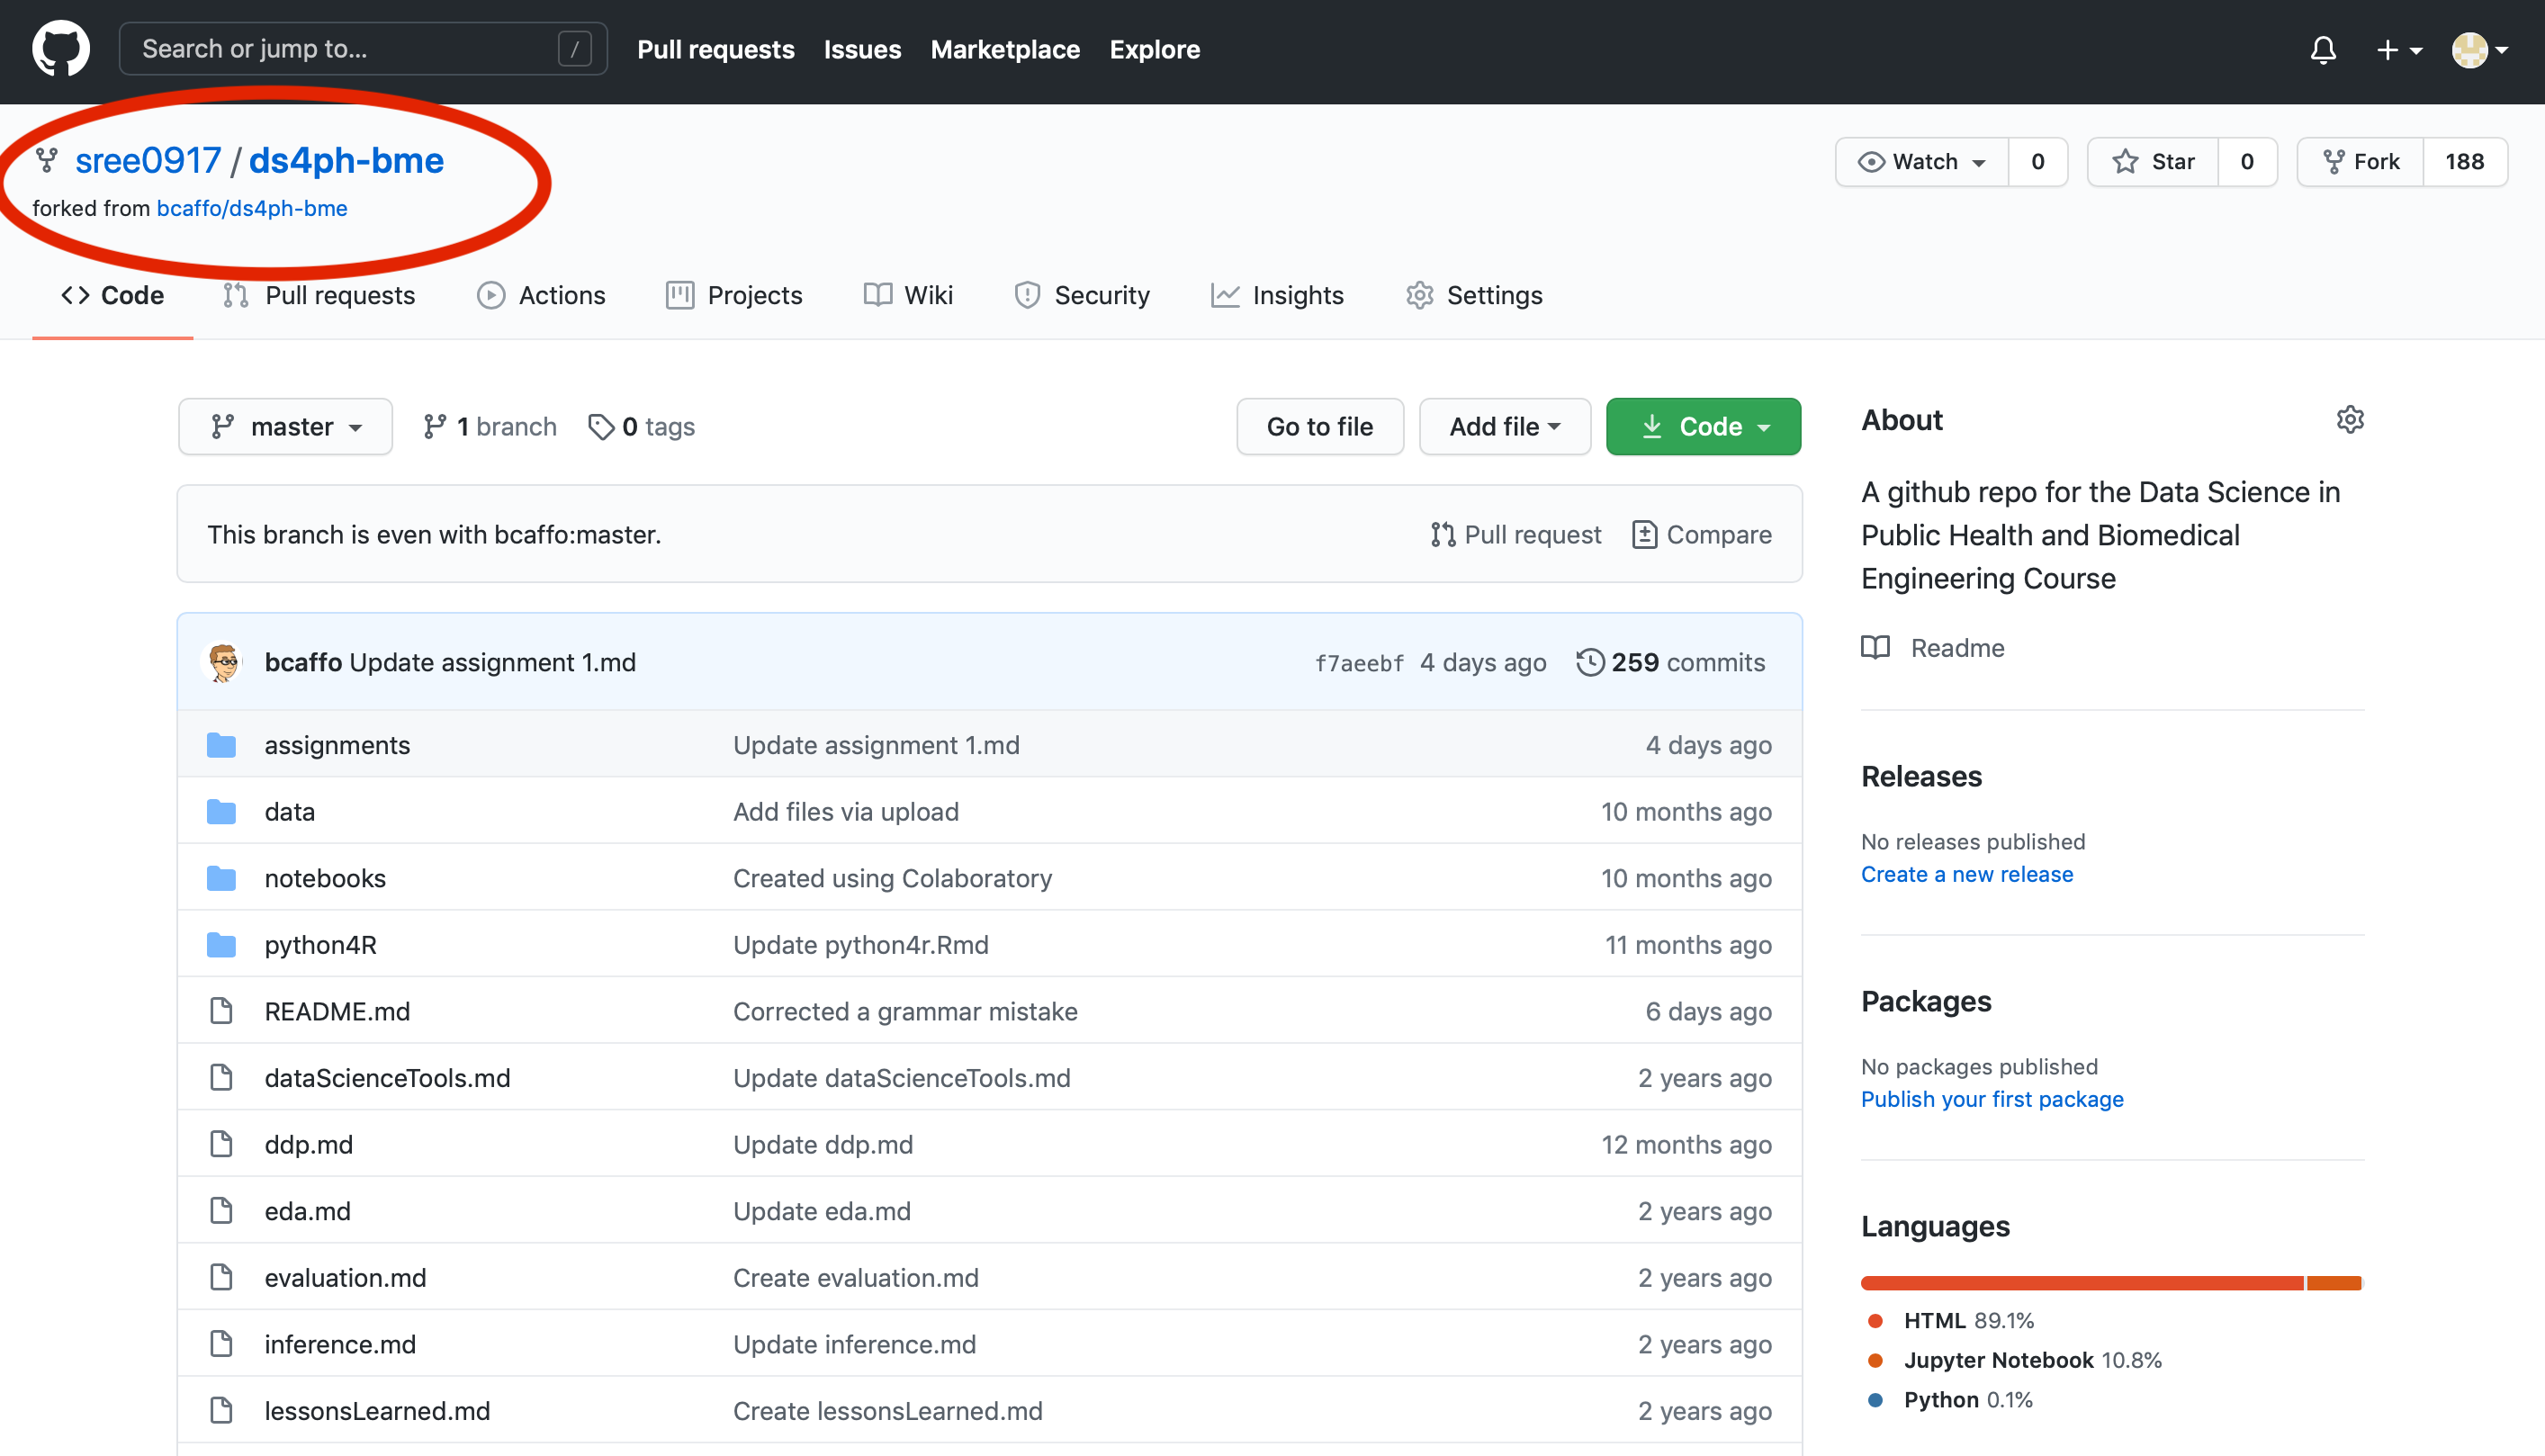 Search or jump to... / Pull requests Issues Marketplace Explore
sree0917 / ds4ph-bme
Watch 0 Star 0 Fork 188
forked from bcaffo/ds4ph-bme
Code Pull requests Actions Projects Wiki Security Insights Settings
master 1 branch 0 tags Go to file Add file Code
This branch is even with bcaffo:master. Pull request Compare
bcaffo Update assignment 1.md f7aeebf 4 days ago 259 commits
assignments Update assignment 1.md 4 days ago
data Add files via upload 10 months ago
notebooks Created using Colaboratory 10 months ago
python4R Update python4r.Rmd 11 months ago
README.md Corrected a grammar mistake 6 days ago
dataScienceTools.md Update dataScienceTools.md 2 years ago
ddp.md Update ddp.md 12 months ago
eda.md Update eda.md 2 years ago
evaluation.md Create evaluation.md 2 years ago
inference.md Update inference.md 2 years ago
lessonsLearned.md Create lessonsLearned.md 2 years ago
About
A github repo for the Data Science in
Public Health and Biomedical
Engineering Course
Readme
Releases
No releases published
Create a new release
Packages
No packages published
Publish your first package
Languages
HTML 89.1%
Jupyter Notebook 10.8%
Python 0.1%